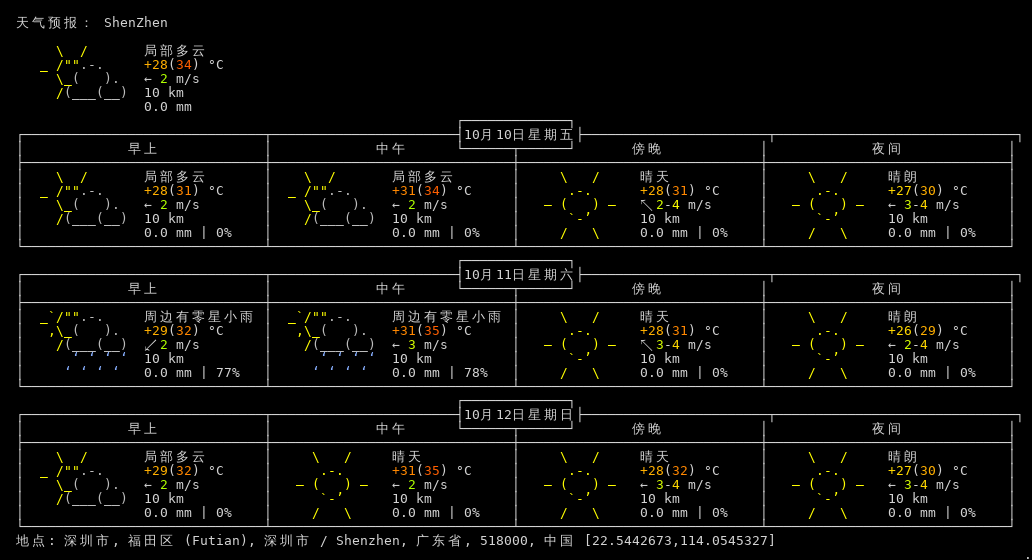 天气预报： ShenZhen
局部多云
+28(34) °C
← 2 m/s
10 km
0.0 mm
10月10日星期五
早上 中午 傍晚 夜间
局部多云 局部多云 晴天 晴朗
+28(31) °C +31(34) °C +28(31) °C +27(30) °C
← 2 m/s ← 2 m/s ↖ 2-4 m/s ← 3-4 m/s
10 km 10 km 10 km 10 km
0.0 mm | 0% 0.0 mm | 0% 0.0 mm | 0% 0.0 mm | 0%
10月11日星期六
早上 中午 傍晚 夜间
周边有零星小雨 周边有零星小雨 晴天 晴朗
+29(32) °C +31(35) °C +28(31) °C +26(29) °C
↙ 2 m/s ← 3 m/s ↖ 3-4 m/s ← 2-4 m/s
10 km 10 km 10 km 10 km
0.0 mm | 77% 0.0 mm | 78% 0.0 mm | 0% 0.0 mm | 0%
10月12日星期日
早上 中午 傍晚 夜间
局部多云 晴天 晴天 晴朗
+29(32) °C +31(35) °C +28(32) °C +27(30) °C
← 2 m/s ← 2 m/s ← 3-4 m/s ← 3-4 m/s
10 km 10 km 10 km 10 km
0.0 mm | 0% 0.0 mm | 0% 0.0 mm | 0% 0.0 mm | 0%
地点: 深圳市, 福田区 (Futian), 深圳市 / Shenzhen, 广东省, 518000, 中国 [22.5442673,114.0545327]